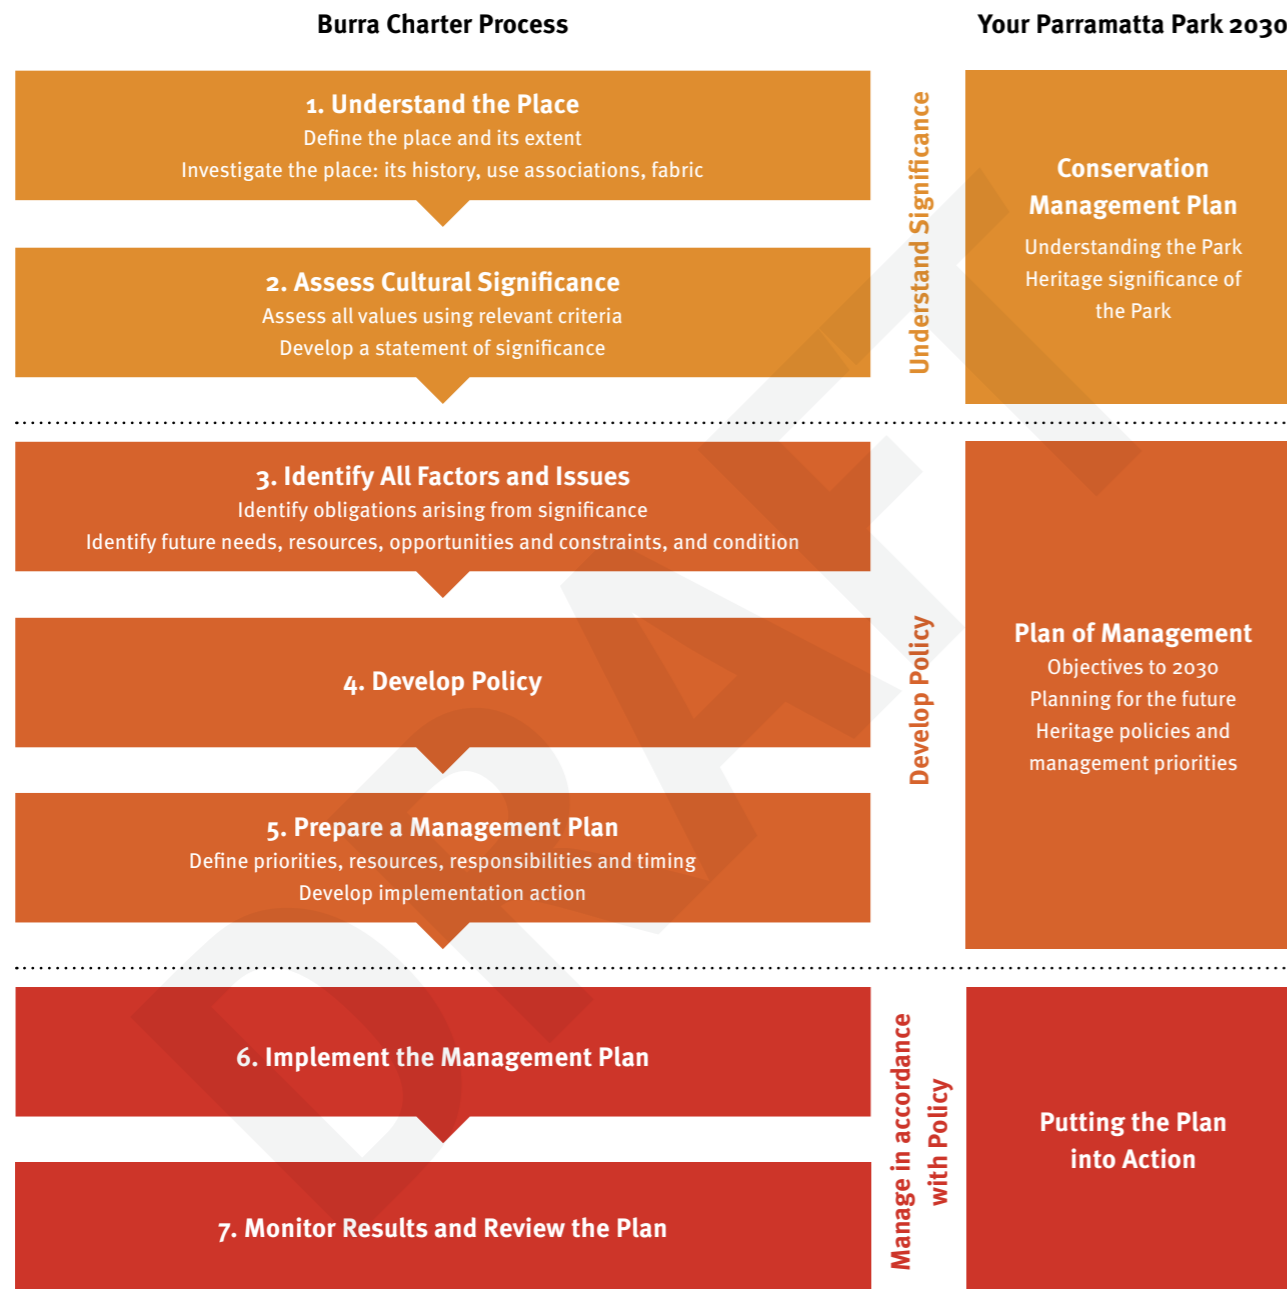 Burra Charter Process
Your Parramatta Park 2030
1. Understand the Place
Define the place and its extent
Investigate the place: its history, use associations, fabric
2. Assess Cultural Significance
Assess all values using relevant criteria
Develop a statement of significance
Understand Significance
Conservation
Management Plan
Understanding the Park
Heritage significance of
the Park
3. Identify All Factors and Issues
Identify obligations arising from significance
Identify future needs, resources, opportunities and constraints, and condition
4. Develop Policy
5. Prepare a Management Plan
Define priorities, resources, responsibilities and timing
Develop implementation action
Develop Policy
Plan of Management
Objectives to 2030
Planning for the future
Heritage policies and
management priorities
6. Implement the Management Plan
7. Monitor Results and Review the Plan
Manage in accordance
with Policy
Putting the Plan
into Action
DRAFT